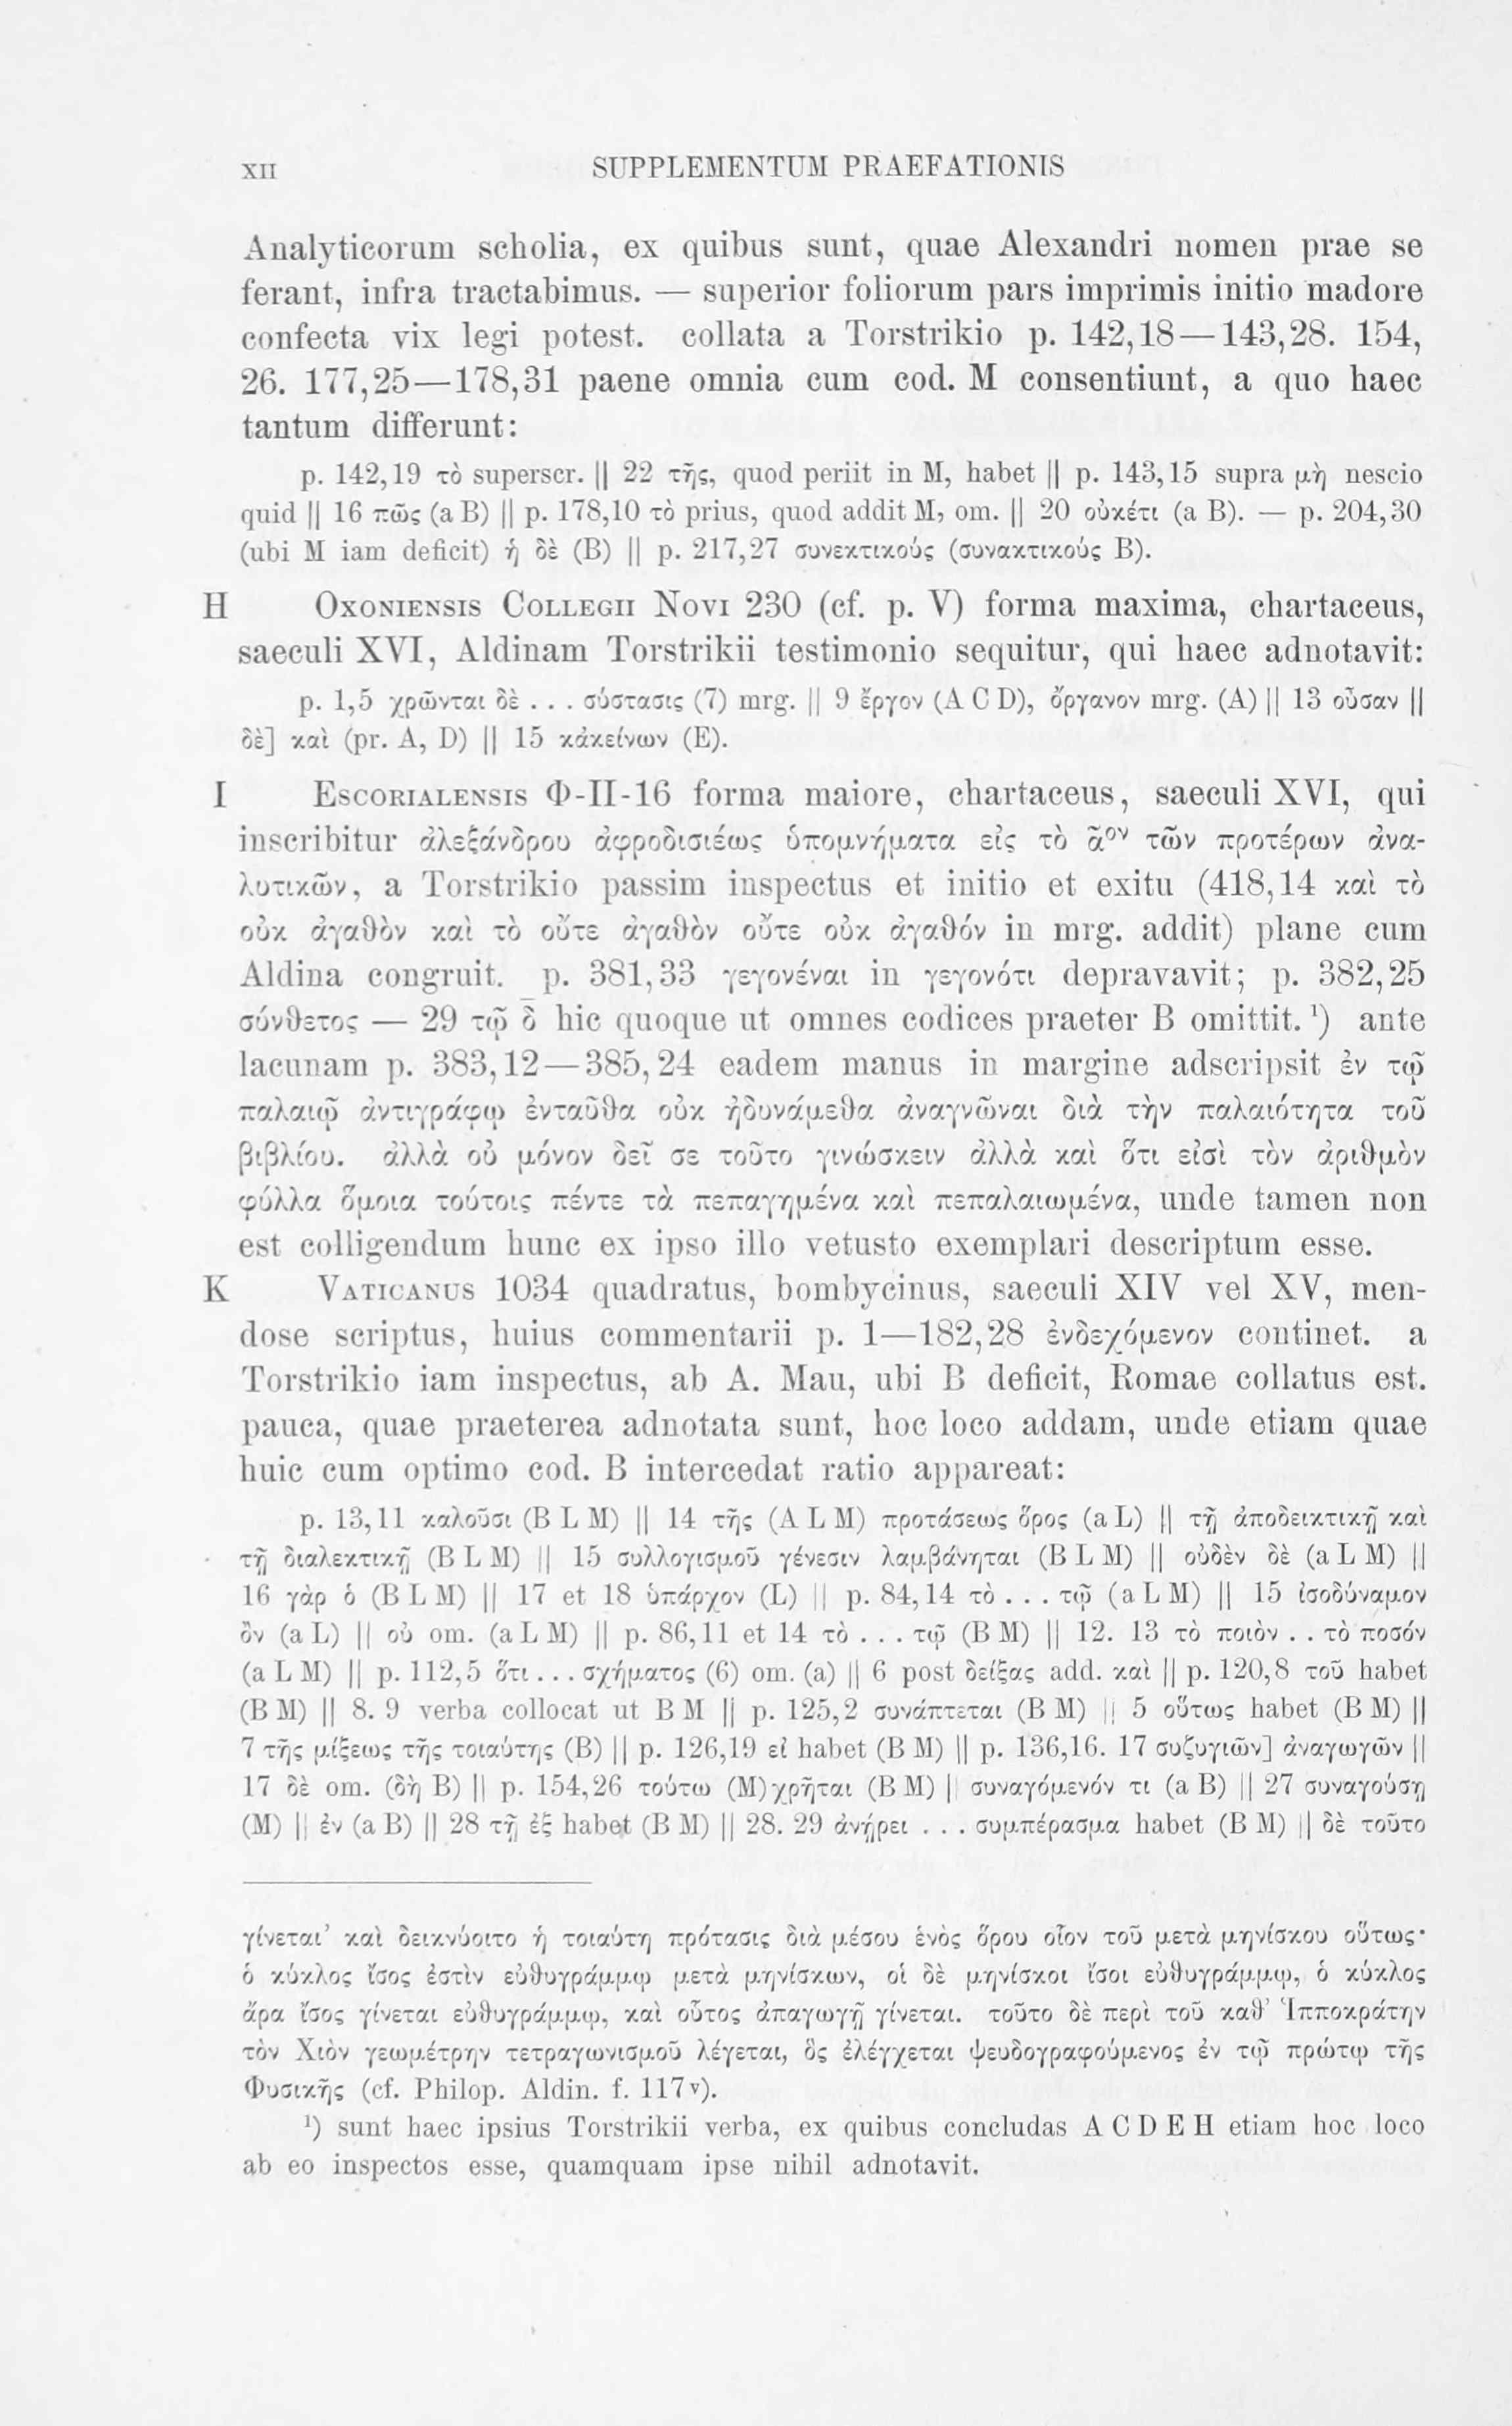 XII SUPPLEMENTUM PRAEFATIONIS
Analyticorum scholia, ex quibus sunt, quae Alexandri nomen prae se
ferant, infra tractabimus. — superior foliorum pars imprimis initio madore
confecta vix legi potest. collata a Torstrikio p. 142,18—143,28. 154,
26. 177,25—178,31 paene omnia cum cod. M consentiunt, a quo haec
tantum differunt:
p. 142,19 τὸ superscr. || 22 τῆς, quod periit in M, habet || p. 143,15 supra μὴ nescio
quid || 16 πῶς (a B) || p. 178,10 τὸ prius, quod addit M, om. || 20 οὐκέτι (a B). — p. 204,30
(ubi M iam deficit) ἡ δὲ (B) || p. 217,27 συνεκτικούς (συνακτικούς B).
H OXONIENSIS COLLEGII NOVI 230 (cf. p. V) forma maxima, chartaceus,
saeculi XVI, Aldinam Torstrikii testimonio sequitur, qui haec adnotavit:
p. 1,5 χρῶνται δὲ . . . σύστασις (7) mrg. || 9 ἔργον (A C D), ὄργανον mrg. (A) || 13 οὖσαν ||
δὲ] καὶ (pr. A, D) || 15 κἀκείνων (E).
I ESCORIALENSIS Φ-II-16 forma maiore, chartaceus, saeculi XVI, qui
inscribitur ἀλεξάνδρου ἀφροδισιέως ὑπομνήματα εἰς τὸ ᾱον τῶν προτέρων ἀνα-
λυτικῶν, a Torstrikio passim inspectus et initio et exitu (418,14 καὶ τὸ
οὐκ ἀγαθὸν καὶ τὸ οὔτε ἀγαθὸν οὔτε οὐκ ἀγαθόν in mrg. addit) plane cum
Aldina congruit. p. 381,33 γεγονέναι in γεγονότι depravavit; p. 382,25
σύνθετος — 29 τῷ δ̄ hic quoque ut omnes codices praeter B omittit. ¹) ante
lacunam p. 383,12—385,24 eadem manus in margine adscripsit ἐν τῷ
παλαιῷ ἀντιγράφῳ ἐνταῦθα οὐκ ἠδυνάμεθα ἀναγνῶναι διὰ τὴν παλαιότητα τοῦ
βιβλίου. ἀλλὰ οὐ μόνον δεῖ σε τοῦτο γινώσκειν ἀλλὰ καὶ ὅτι εἰσὶ τὸν ἀριθμὸν
φύλλα ὅμοια τούτοις πέντε τὰ πεπαγημένα καὶ πεπαλαιωμένα, unde tamen non
est colligendum hunc ex ipso illo vetusto exemplari descriptum esse.
K VATICANUS 1034 quadratus, bombycinus, saeculi XIV vel XV, men-
dose scriptus, huius commentarii p. 1—182,28 ἐνδεχόμενον continet. a
Torstrikio iam inspectus, ab A. Mau, ubi B deficit, Romae collatus est.
pauca, quae praeterea adnotata sunt, hoc loco addam, unde etiam quae
huic cum optimo cod. B intercedat ratio appareat:
p. 13,11 καλοῦσι (B L M) || 14 τῆς (A L M) προτάσεως ὅρος (a L) || τῇ ἀποδεικτικῇ καὶ
τῇ διαλεκτικῇ (B L M) || 15 συλλογισμοῦ γένεσιν λαμβάνηται (B L M) || οὐδὲν δὲ (a L M) ||
16 γὰρ ὁ (B L M) || 17 et 18 ὑπάρχον (L) || p. 84,14 τὸ . . . τῷ (a L M) || 15 ἰσοδύναμον
ὂν (a L) || οὐ om. (a L M) || p. 86,11 et 14 τὸ . . . τῷ (B M) || 12. 13 τὸ ποιὸν . . τὸ ποσόν
(a L M) || p. 112,5 ὅτι . . . σχήματος (6) om. (a) || 6 post δείξας add. καὶ || p. 120,8 τοῦ habet
(B M) || 8. 9 verba collocat ut B M || p. 125,2 συνάπτεται (B M) || 5 οὕτως habet (B M) ||
7 τῆς μίξεως τῆς τοιαύτης (B) || p. 126,19 εἰ habet (B M) || p. 136,16. 17 συζυγιῶν] ἀναγωγῶν ||
17 δὲ om. (δὴ B) || p. 154,26 τούτω (M) χρῆται (B M) || συναγόμενόν τι (a B) || 27 συναγούσῃ
(M) || ἐν (a B) || 28 τῇ ἐξ habet (B M) || 28. 29 ἀνῄρει . . . συμπέρασμα habet (B M) || δὲ τοῦτο
γίνεται’ καὶ δεικνύοιτο ἡ τοιαύτη πρότασις διὰ μέσου ἑνὸς ὅρου οἷον τοῦ μετὰ μηνίσκου οὕτως·
ὁ κύκλος ἴσος ἐστὶν εὐθυγράμμῳ μετὰ μηνίσκων, οἱ δὲ μηνίσκοι ἴσοι εὐθυγράμμῳ, ὁ κύκλος
ἄρα ἴσος γίνεται εὐθυγράμμῳ, καὶ οὗτος ἀπαγωγῇ γίνεται. τοῦτο δὲ περὶ τοῦ καθ’ Ἱπποκράτην
τὸν Χιὸν γεωμέτρην τετραγωνισμοῦ λέγεται, ὃς ἐλέγχεται ψευδογραφούμενος ἐν τῷ πρώτῳ τῆς
Φυσικῆς (cf. Philop. Aldin. f. 117ᵛ).
¹) sunt haec ipsius Torstrikii verba, ex quibus concludas A C D E H etiam hoc loco
ab eo inspectos esse, quamquam ipse nihil adnotavit.